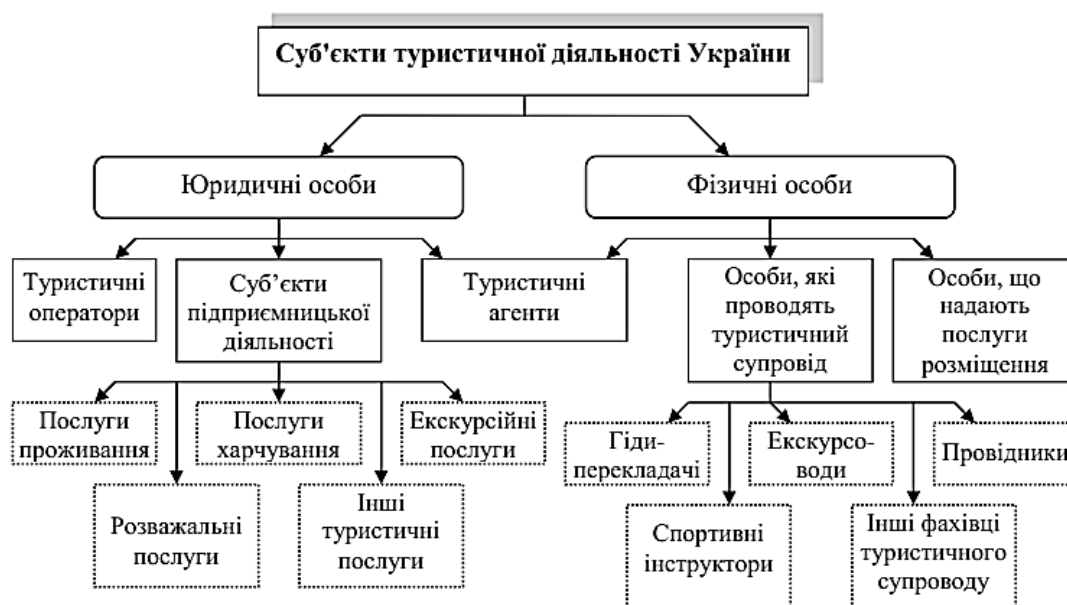 Суб'єкти туристичної діяльності України
Юридичні особи
Фізичні особи
Туристичні
оператори
Суб’єкти
підприємницької
діяльності
Туристичні
агенти
Особи, які
проводять
туристичний
супровід
Особи, що
надають
послуги
розміщення
Послуги
проживання
Послуги
харчування
Екскурсійні
послуги
Розважальні
послуги
Інші
туристичні
послуги
Гіди-
перекладачі
Екскурсо-
води
Провідники
Спортивні
інструктори
Інші фахівці
туристичного
супроводу